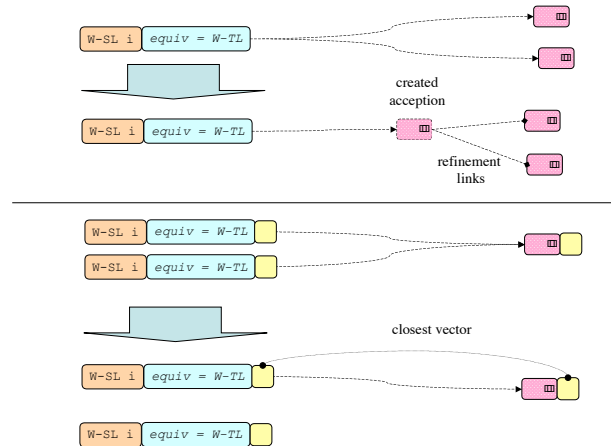 W-SL i equiv = W-TL
created
acception
W-SL i equiv = W-TL
refinement
links
W-SL i equiv = W-TL
W-SL i equiv = W-TL
closest vector
W-SL i equiv = W-TL
W-SL i equiv = W-TL